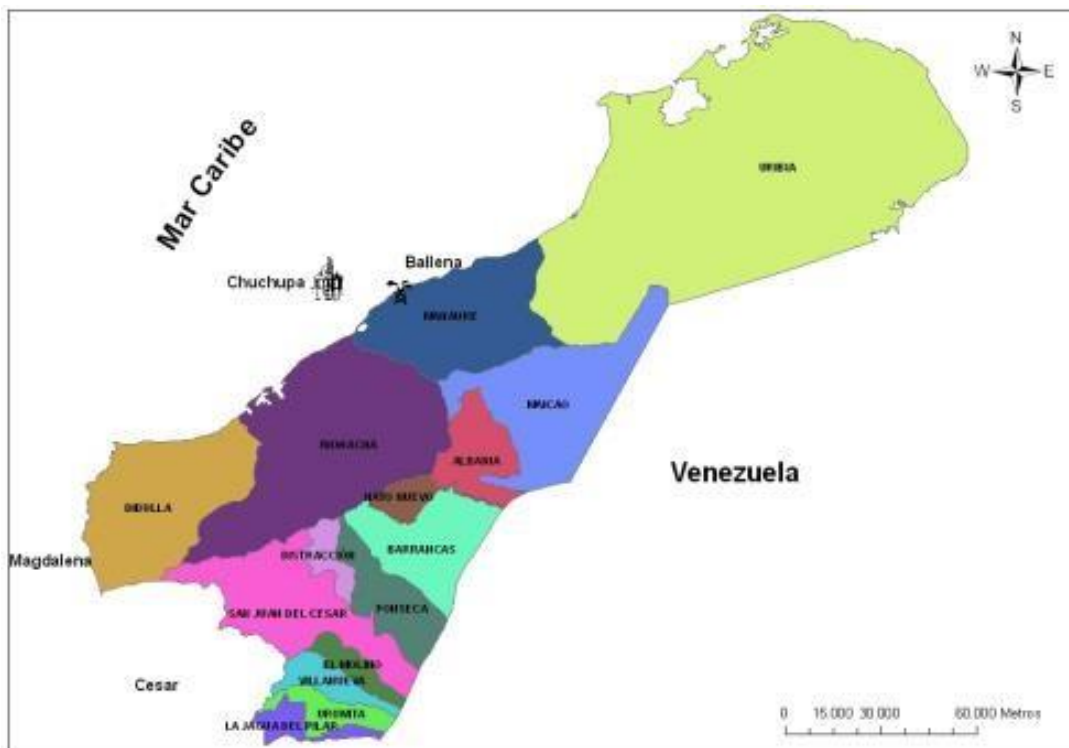 N
W E
S
Mar Caribe
URIBIA
Ballena
Chuchupa
MANAURE
MAICAO
RIOHACHA
ALBANIA
Venezuela
HATO NUEVO
DIBULLA
BARRANCAS
DISTRACCIÓN
Magdalena
FONSECA
SAN JUAN DEL CESAR
EL MOLINO
VILLANUEVA
Cesar
URUMITA
LA JAGUA DEL PILAR
0 15.000 30.000 60.000 Metros